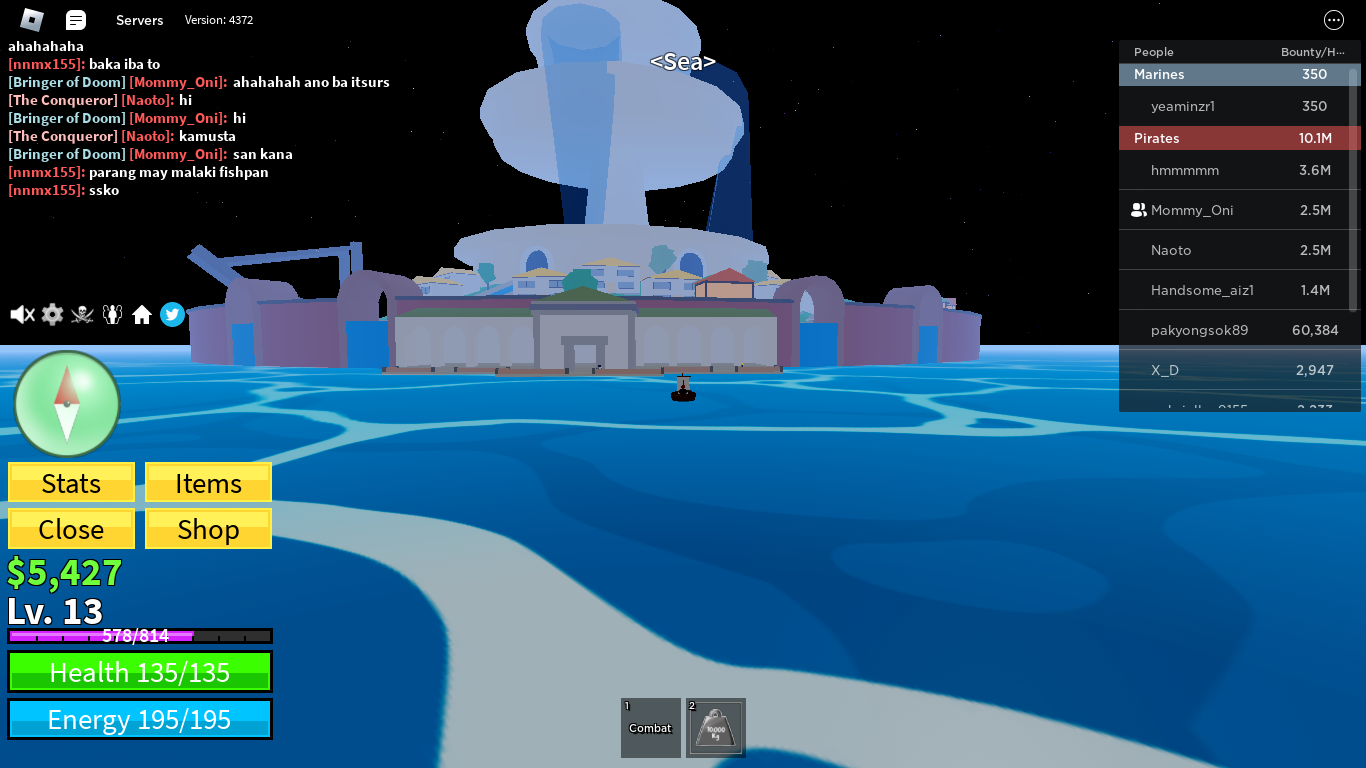 Servers
Version: 4372
ahahahaha
[nnmx155]: baka iba to
[Bringer of Doom] [Mommy_Oni]: ahahahah ano ba itsurs
[The Conqueror] [Naoto]: hi
[Bringer of Doom] [Mommy_Oni]: hi
[The Conqueror] [Naoto]: kamusta
[Bringer of Doom] [Mommy_Oni]: san kana
[nnmx155]: parang may malaki fishpan
[nnmx155]: ssko
<Sea>
People Bounty/H...
Marines 350
yeaminzr1 350
Pirates 10.1M
hmmmmm 3.6M
Mommy_Oni 2.5M
Naoto 2.5M
Handsome_aiz1 1.4M
pakyongsok89 60,384
X_D 2,947
Stats Items
Close Shop
$5,427
Lv. 13
578/814
Health 135/135
Energy 195/195
1
Combat
2
10,000
Kg